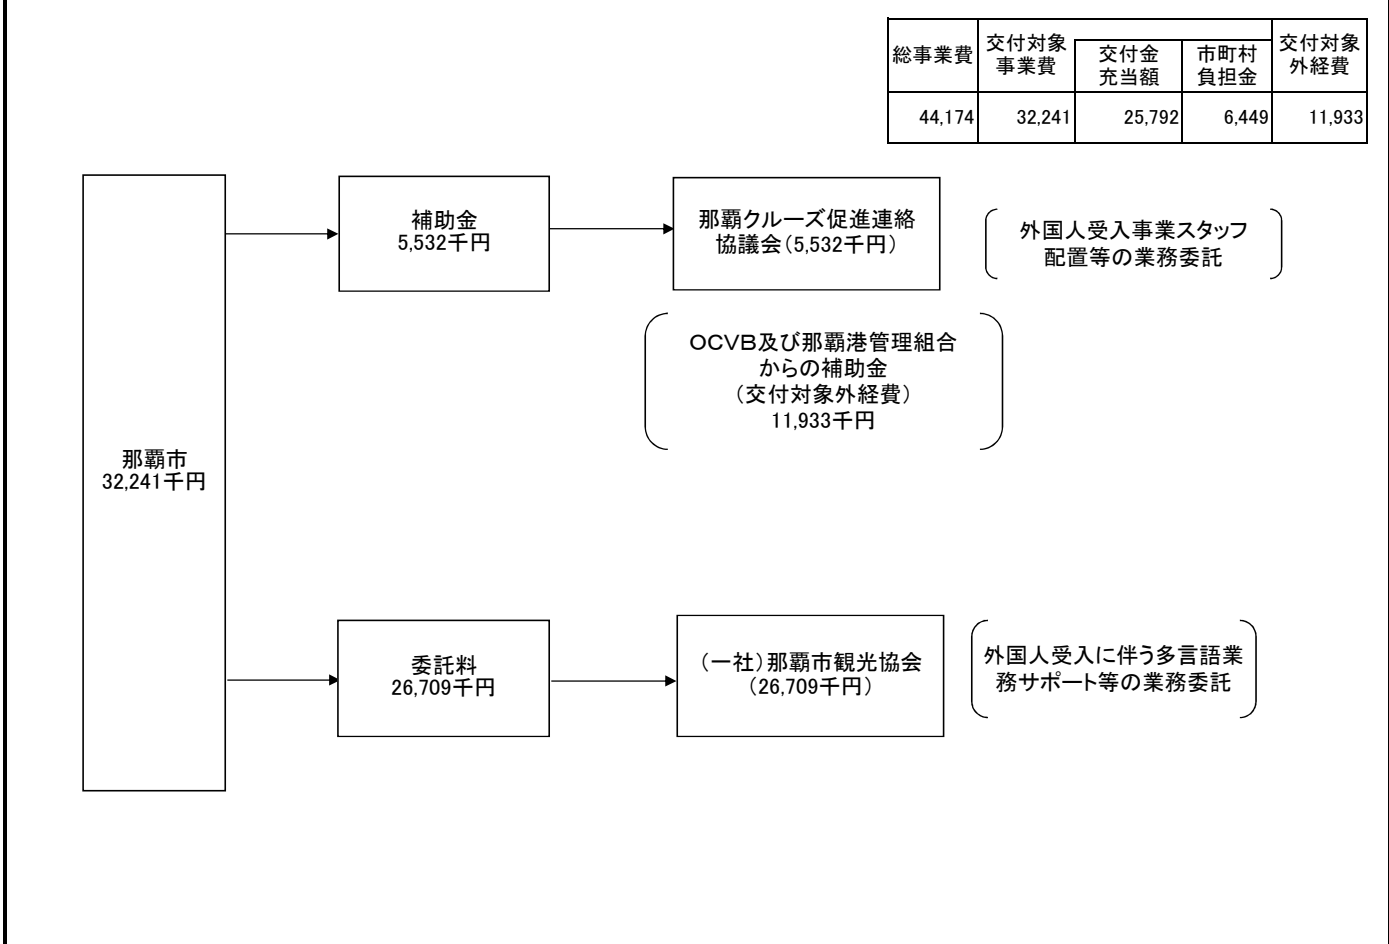 総事業費
交付対象
事業費
交付金
充当額
市町村
負担金
交付対象
外経費
44,174
32,241
25,792
6,449
11,933
補助金
5,532千円
那覇クルーズ促進連絡
協議会（5,532千円）
外国人受入事業スタッフ
配置等の業務委託
ＯＣＶＢ及び那覇港管理組合
からの補助金
（交付対象外経費）
11,933千円
那覇市
32,241千円
委託料
26,709千円
（一社）那覇市観光協会
（26,709千円）
外国人受入に伴う多言語業
務サポート等の業務委託